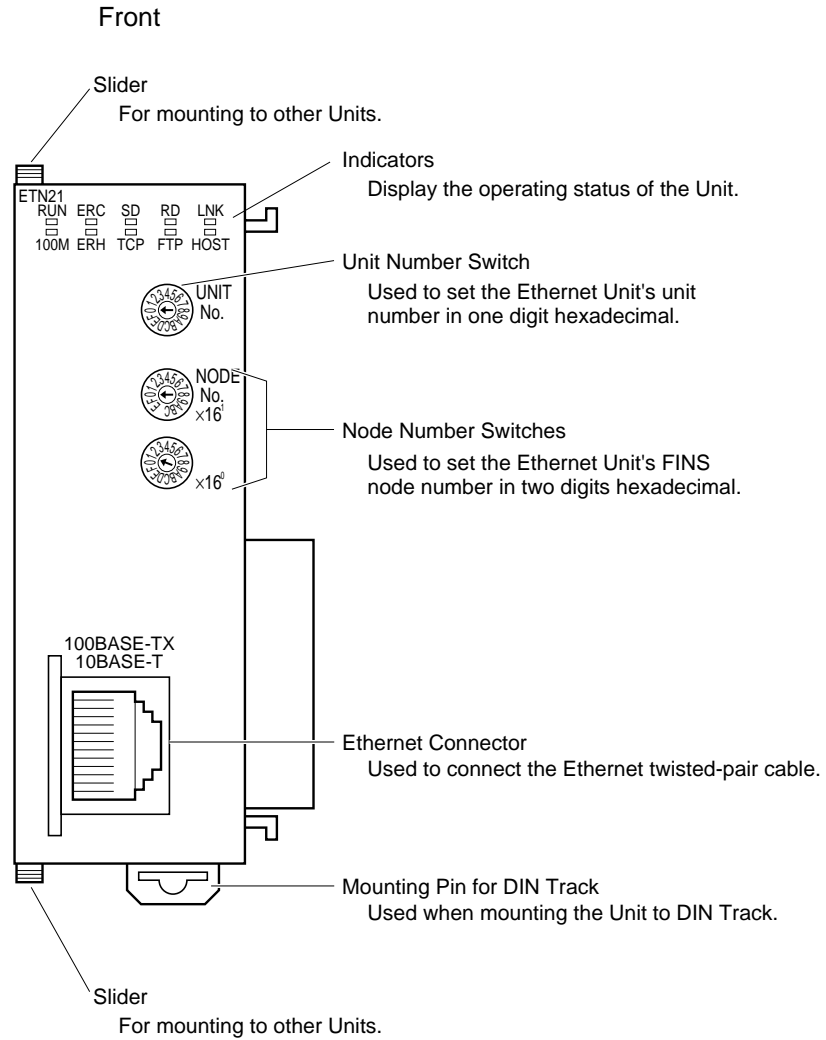 Front
Slider
For mounting to other Units.
Indicators
Display the operating status of the Unit.
ETN21
RUN ERC SD RD LNK
100M ERH TCP FTP HOST
Unit Number Switch
Used to set the Ethernet Unit's unit
number in one digit hexadecimal.
0123456789ABCDEF
UNIT
No.
0123456789ABC EF
NODE
No.
×16¹
Node Number Switches
Used to set the Ethernet Unit's FINS
node number in two digits hexadecimal.
0123456789ABCDEF
×16⁰
100BASE-TX
10BASE-T
Ethernet Connector
Used to connect the Ethernet twisted-pair cable.
Mounting Pin for DIN Track
Used when mounting the Unit to DIN Track.
Slider
For mounting to other Units.